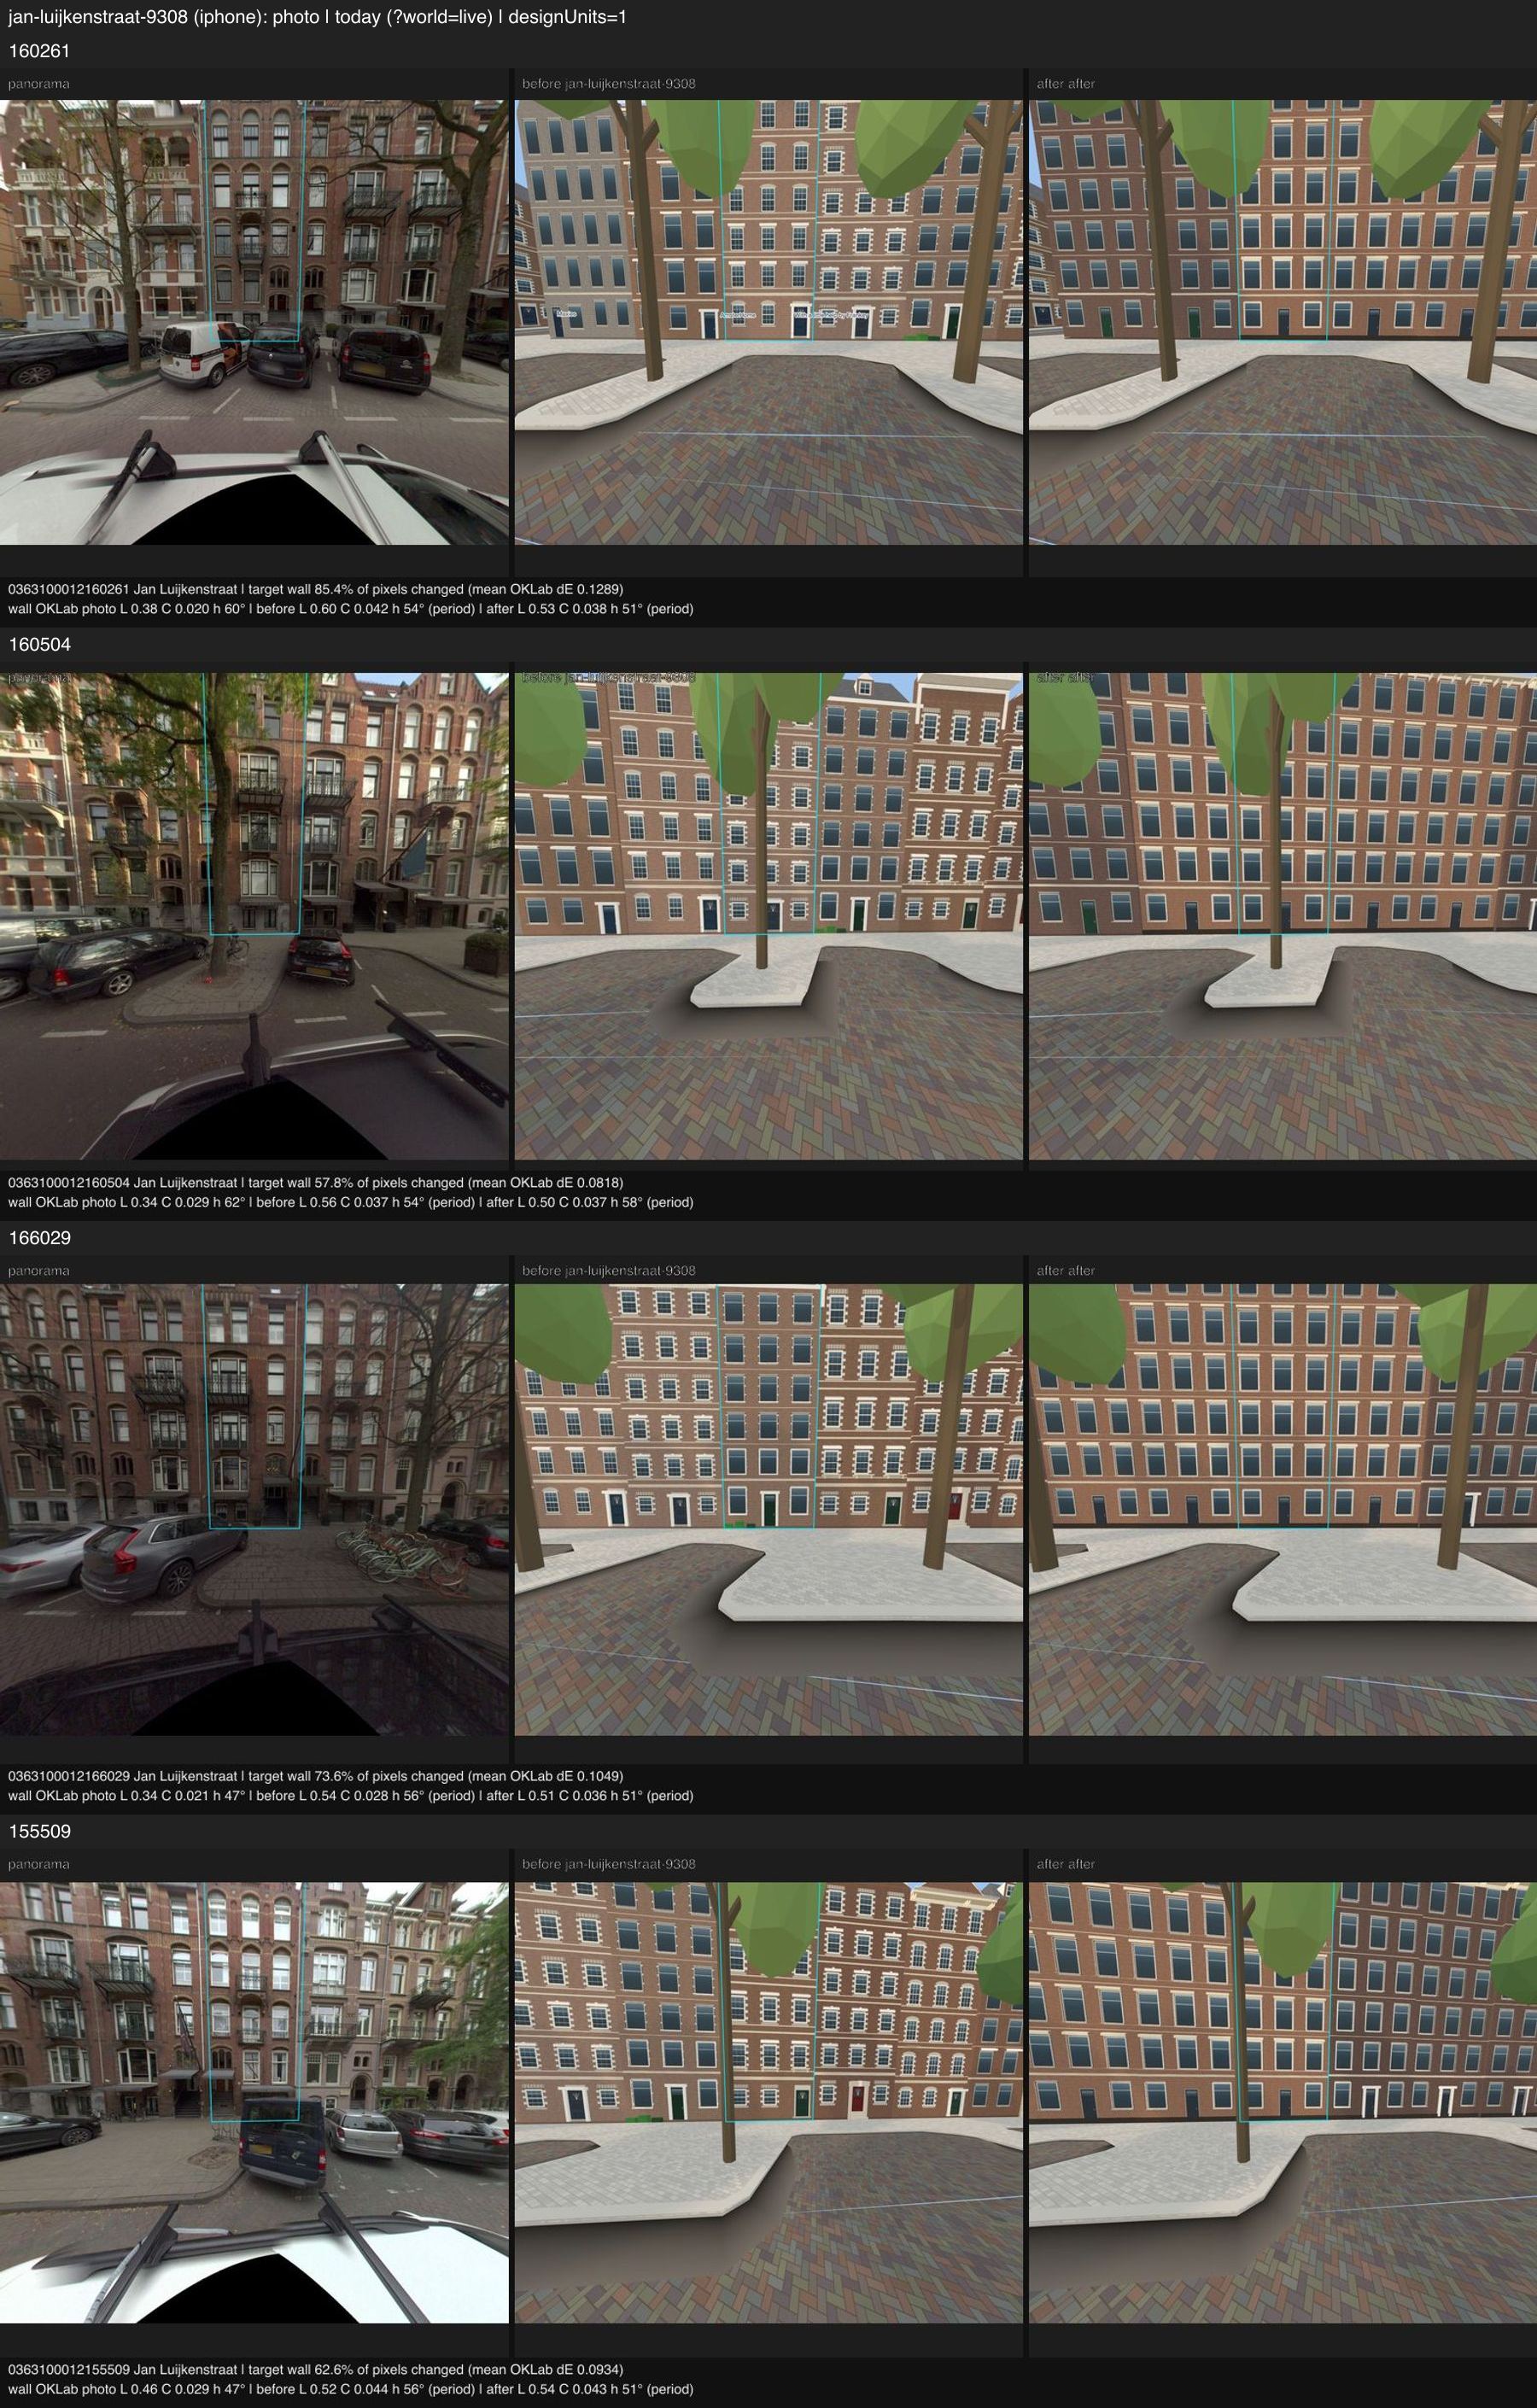 jan-luijkenstraat-9308 (iphone): photo | today (?world=live) | designUnits=1
160261
panorama
before jan-luijkenstraat-9308
after after
0363100012160261 Jan Luijkenstraat | target wall 85.4% of pixels changed (mean OKLab dE 0.1289)
wall OKLab photo L 0.38 C 0.020 h 60° | before L 0.60 C 0.042 h 54° (period) | after L 0.53 C 0.038 h 51° (period)
160504
panorama
before jan-luijkenstraat-9308
after after
0363100012160504 Jan Luijkenstraat | target wall 57.8% of pixels changed (mean OKLab dE 0.0818)
wall OKLab photo L 0.34 C 0.029 h 62° | before L 0.56 C 0.037 h 54° (period) | after L 0.50 C 0.037 h 58° (period)
166029
panorama
before jan-luijkenstraat-9308
after after
0363100012166029 Jan Luijkenstraat | target wall 73.6% of pixels changed (mean OKLab dE 0.1049)
wall OKLab photo L 0.34 C 0.021 h 47° | before L 0.54 C 0.028 h 56° (period) | after L 0.51 C 0.036 h 51° (period)
155509
panorama
before jan-luijkenstraat-9308
after after
0363100012155509 Jan Luijkenstraat | target wall 62.6% of pixels changed (mean OKLab dE 0.0934)
wall OKLab photo L 0.46 C 0.029 h 47° | before L 0.52 C 0.044 h 56° (period) | after L 0.54 C 0.043 h 51° (period)